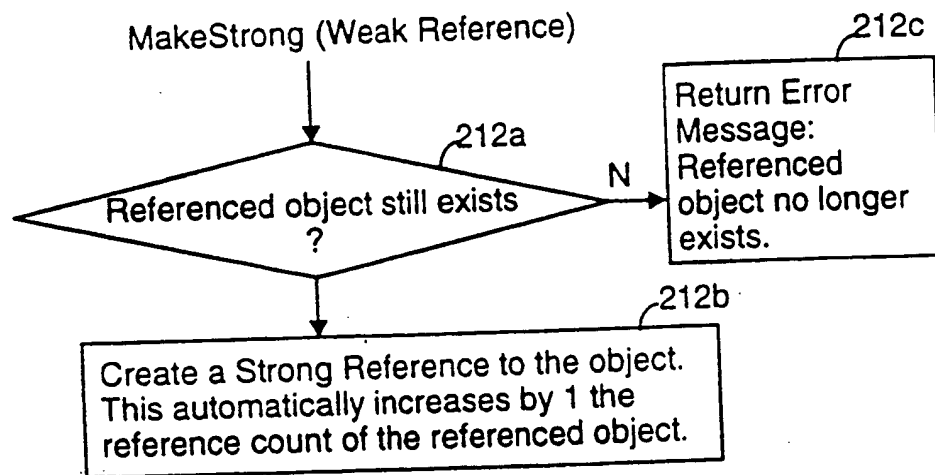 MakeStrong (Weak Reference)
212c
Return Error
Message:
Referenced
object no longer
exists.
212a
N
Referenced object still exists
?
212b
Create a Strong Reference to the object.
This automatically increases by 1 the
reference count of the referenced object.